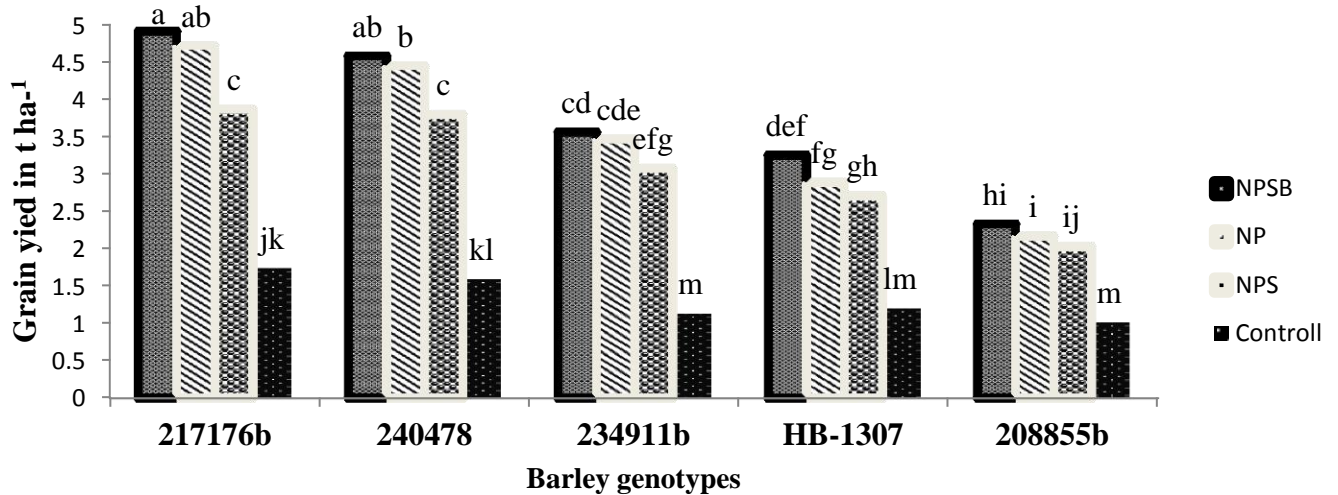 Grain yied in t ha-1
5
4.5
4
3.5
3
2.5
2
1.5
1
0.5
0
a ab c jk
ab b c kl
cd cde efg m
def fg gh lm
hi i ij m
217176b 240478 234911b HB-1307 208855b
Barley genotypes
NPSB
NP
NPS
Controll